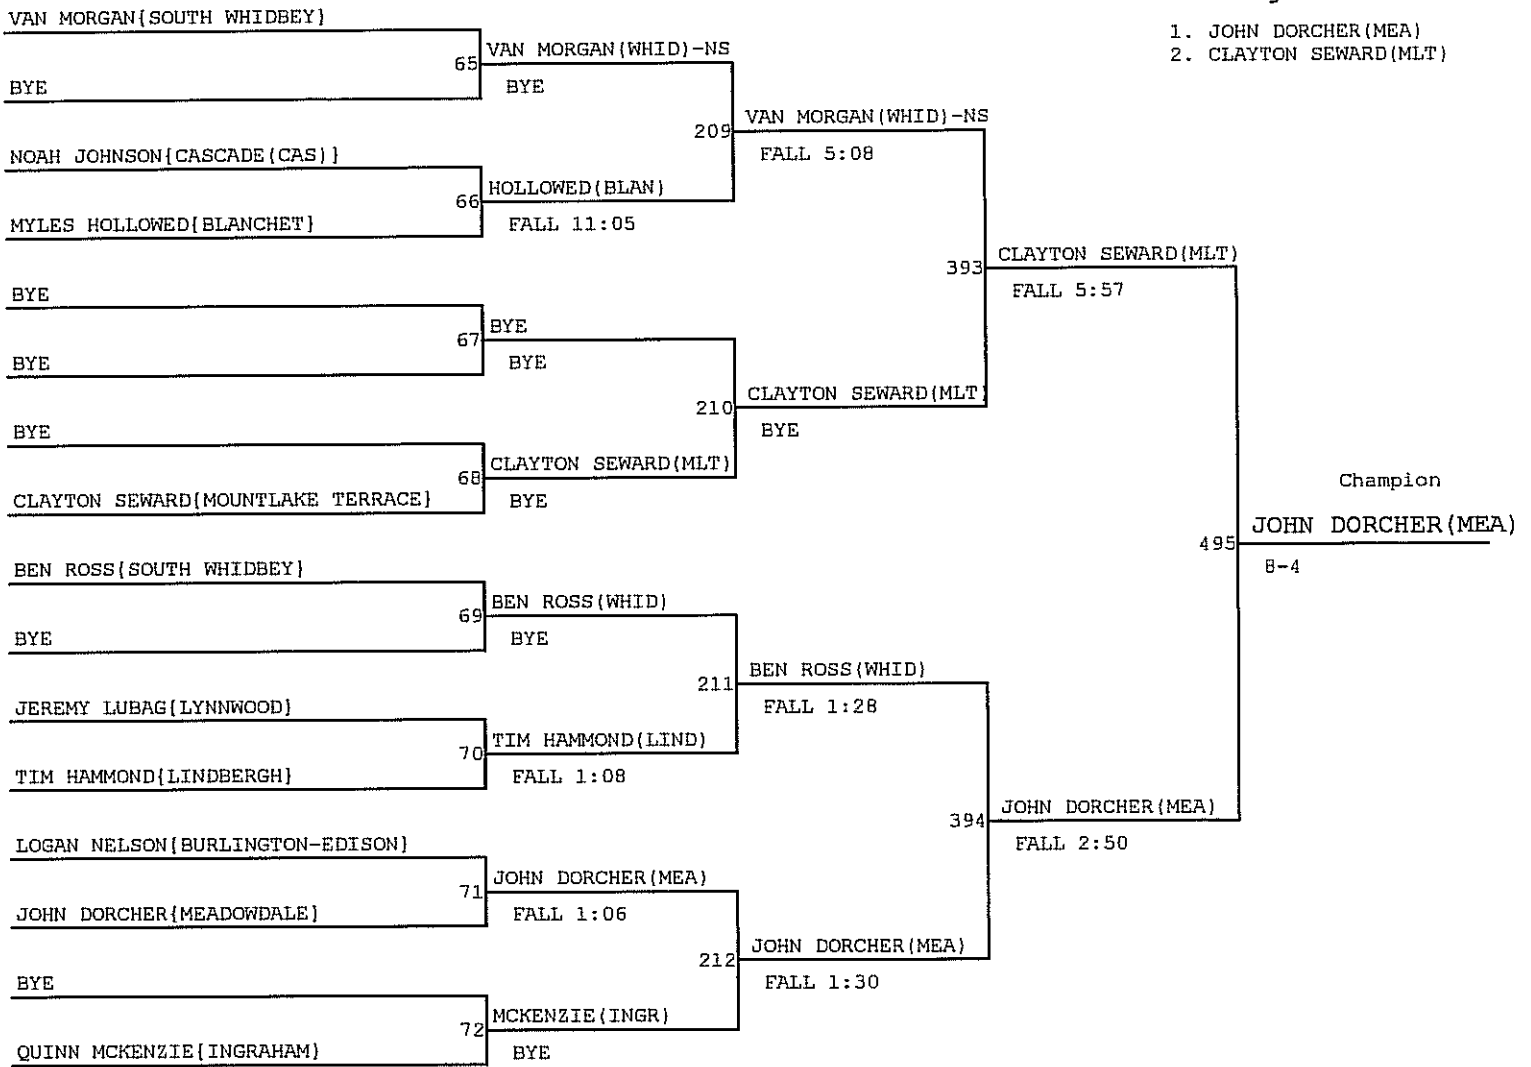 1. JOHN DORCHER(MEA)
2. CLAYTON SEWARD(MLT)
VAN MORGAN{SOUTH WHIDBEY}
BYE
65
VAN MORGAN(WHID)-NS
BYE
NOAH JOHNSON{CASCADE(CAS)}
MYLES HOLLOWED{BLANCHET}
66
HOLLOWED(BLAN)
FALL 11:05
209
VAN MORGAN(WHID)-NS
FALL 5:08
BYE
BYE
67
BYE
BYE
BYE
CLAYTON SEWARD{MOUNTLAKE TERRACE}
68
CLAYTON SEWARD(MLT)
BYE
210
CLAYTON SEWARD(MLT)
BYE
393
CLAYTON SEWARD(MLT)
FALL 5:57
BEN ROSS{SOUTH WHIDBEY}
BYE
69
BEN ROSS(WHID)
BYE
JEREMY LUBAG{LYNNWOOD}
TIM HAMMOND{LINDBERGH}
70
TIM HAMMOND(LIND)
FALL 1:08
211
BEN ROSS(WHID)
FALL 1:28
LOGAN NELSON{BURLINGTON-EDISON}
JOHN DORCHER{MEADOWDALE}
71
JOHN DORCHER(MEA)
FALL 1:06
BYE
QUINN MCKENZIE{INGRAHAM}
72
MCKENZIE(INGR)
BYE
212
JOHN DORCHER(MEA)
FALL 1:30
394
JOHN DORCHER(MEA)
FALL 2:50
Champion
495
JOHN DORCHER(MEA)
8-4